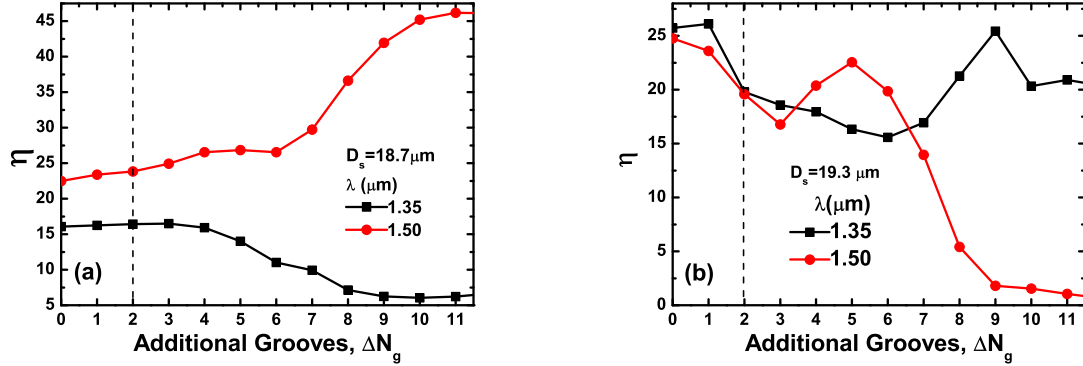 45
40
35
30
25
20
15
10
5
η
D_s=18.7μm
λ (μm)
1.35
1.50
(a)
0 1 2 3 4 5 6 7 8 9 10 11
Additional Grooves, ΔN_g
25
20
15
10
5
0
η
D_s=19.3 μm
λ(μm)
1.35
1.50
(b)
0 1 2 3 4 5 6 7 8 9 10 11
Additional Grooves, ΔN_g